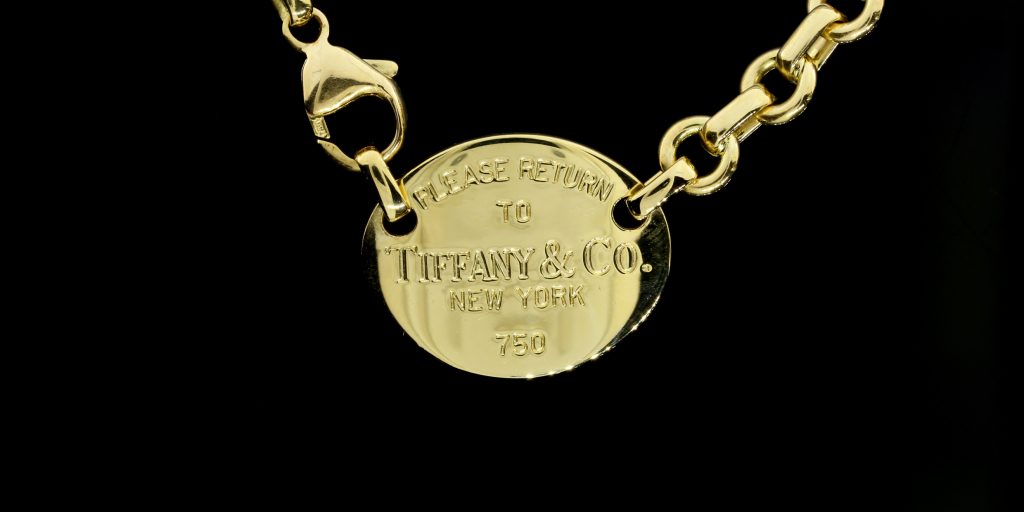 PLEASE RETURN
TO
TIFFANY & CO.
NEW YORK
750